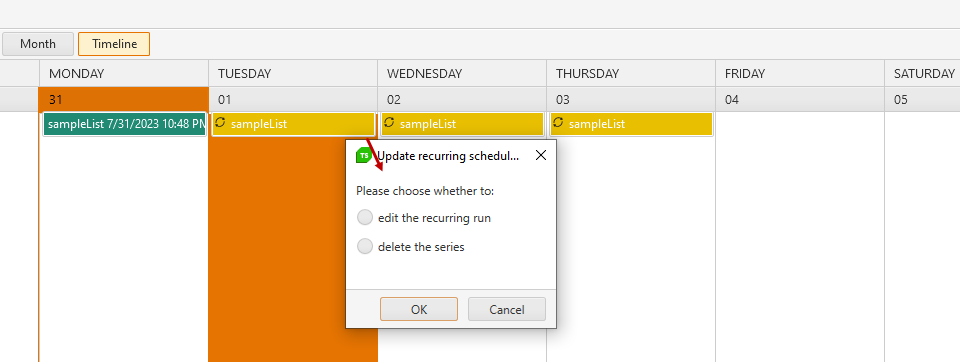 Month Timeline
MONDAY TUESDAY WEDNESDAY THURSDAY FRIDAY SATURDAY
31 01 02 03 04 05
sampleList 7/31/2023 10:48 PM sampleList sampleList sampleList
TS Update recurring schedul...
Please choose whether to:
edit the recurring run
delete the series
OK Cancel